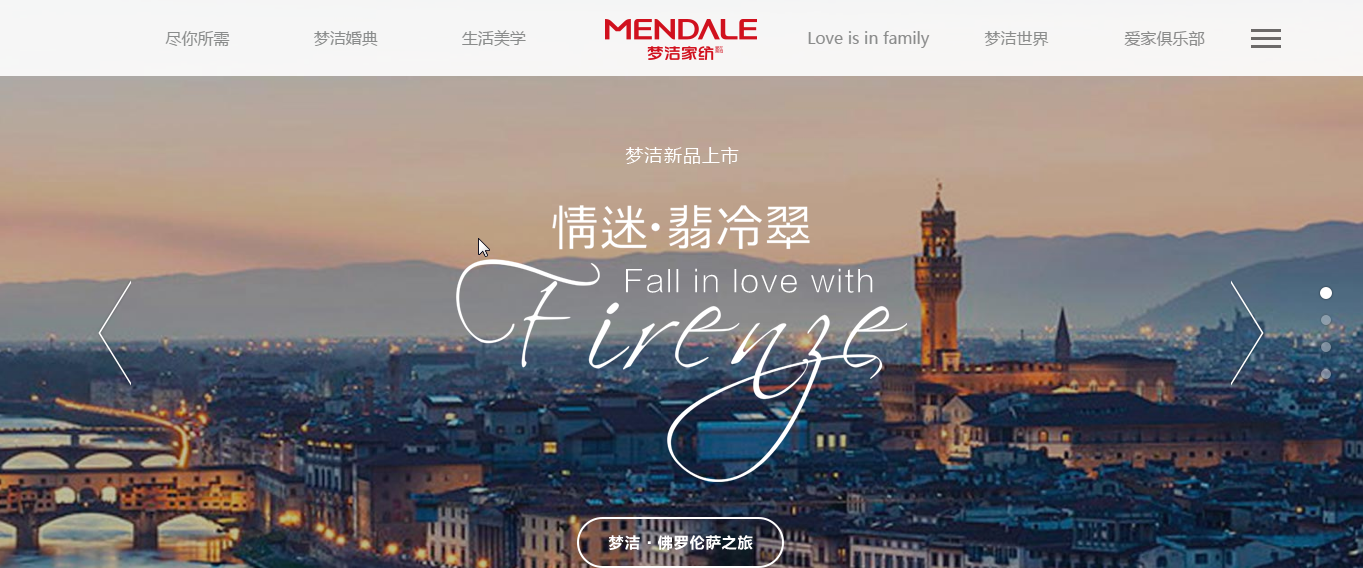 尽你所需
梦洁婚典
生活美学
MENDALE
梦洁家纺
Love is in family
梦洁世界
爱家俱乐部
梦洁新品上市
情迷·翡冷翠
Fall in love with
Firenze
梦洁·佛罗伦萨之旅